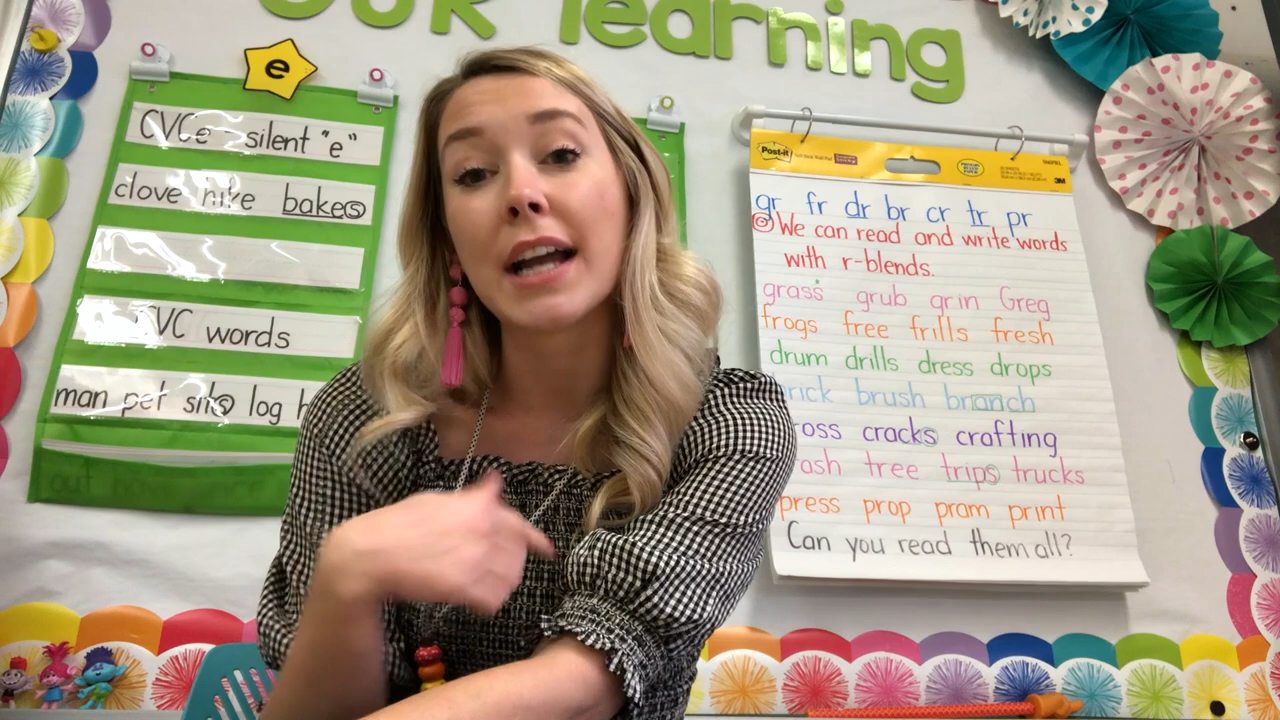 our learning
e
CVCe - silent "e"
clove hike bakes
CVC words
man pet sits log
Post-it
gr fr dr br cr tr pr
We can read and write words
with r-blends.
grass grub grin Greg
frogs free frills fresh
drum drills dress drops
brick brush branch
cracks crafting
tree trips trucks
press prop pram print
Can you read them all?
3M